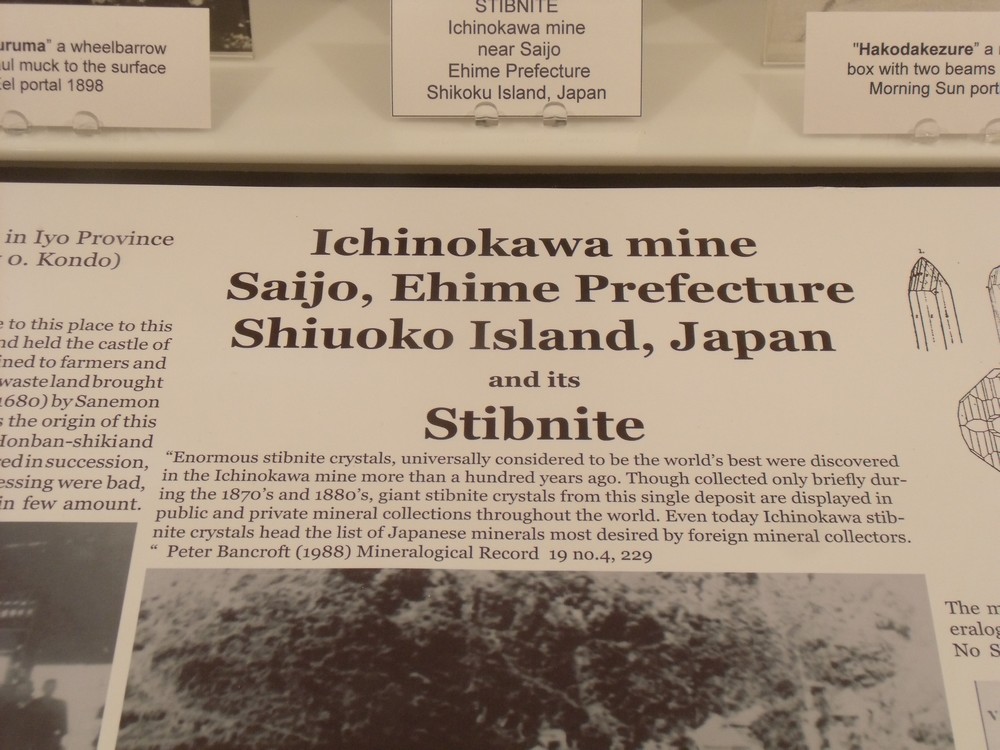 uruma” a wheelbarrow
ul muck to the surface
el portal 1898
STIBNITE
Ichinokawa mine
near Saijo
Ehime Prefecture
Shikoku Island, Japan
"Hakodakezure" a
box with two beams
Morning Sun port
in Iyo Province
o. Kondo)
e to this place to this
nd held the castle of
ined to farmers and
waste land brought
1680) by Sanemon
s the origin of this
Honban-shiki and
red in succession,
essing were bad,
in few amount.
Ichinokawa mine
Saijo, Ehime Prefecture
Shiuoko Island, Japan
and its
Stibnite
“Enormous stibnite crystals, universally considered to be the world’s best were discovered
in the Ichinokawa mine more than a hundred years ago. Though collected only briefly dur-
ing the 1870’s and 1880’s, giant stibnite crystals from this single deposit are displayed in
public and private mineral collections throughout the world. Even today Ichinokawa stib-
nite crystals head the list of Japanese minerals most desired by foreign mineral collectors.
“ Peter Bancroft (1988) Mineralogical Record 19 no.4, 229
The m
eralog
No S